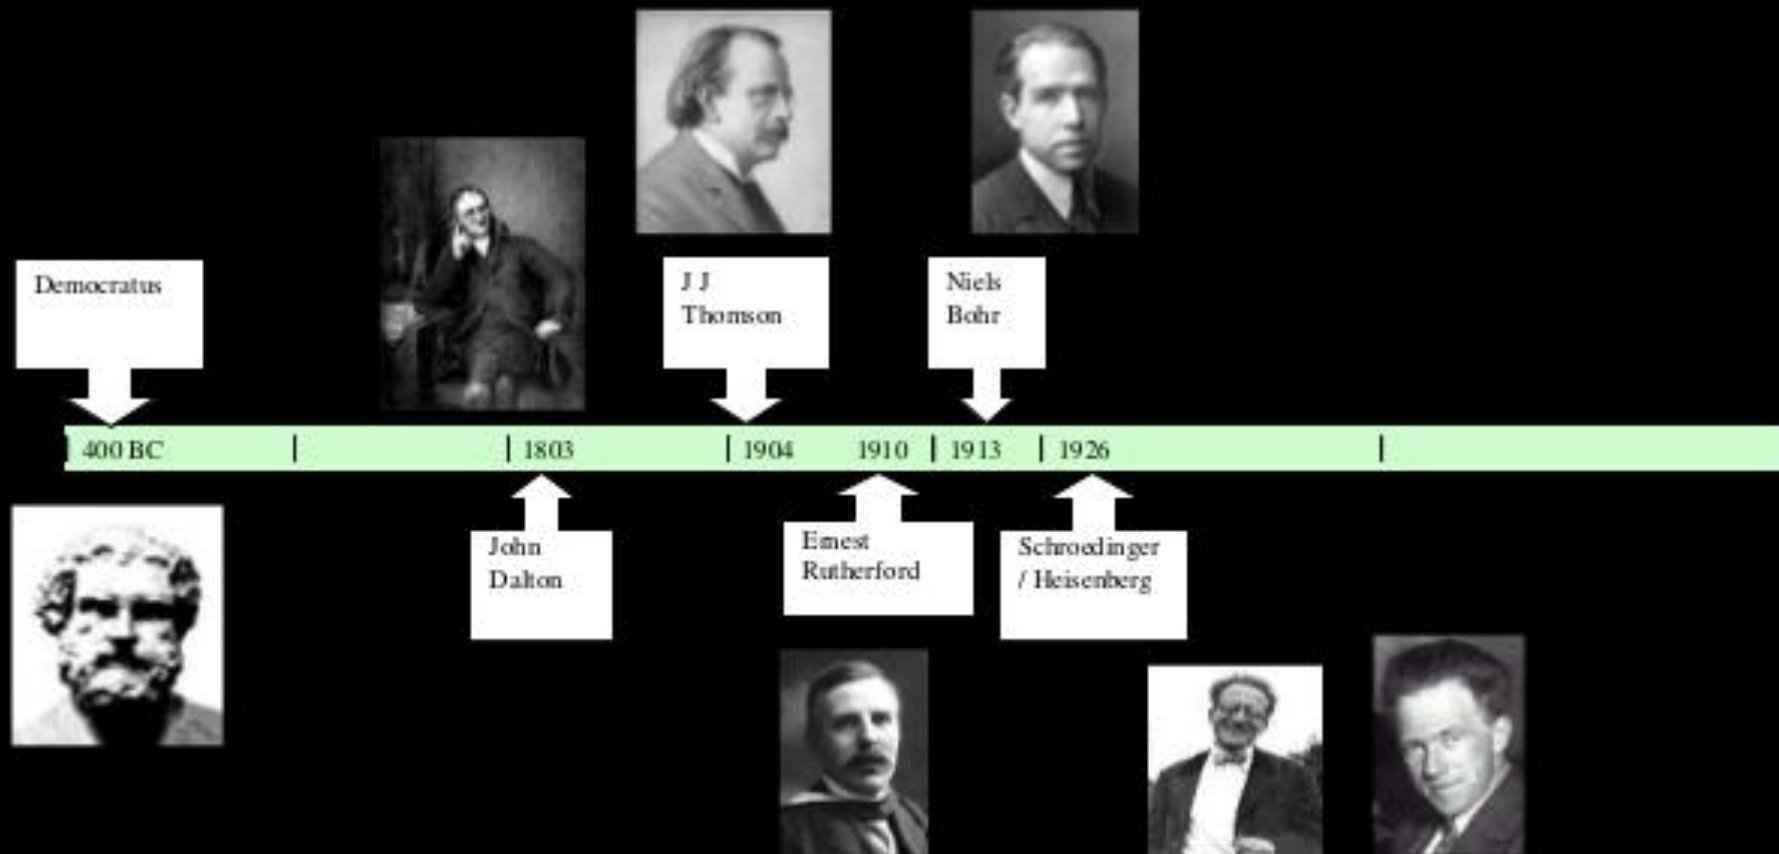 Democratus
J J
Thomson
Niels
Bohr
400 BC
1803
1904
1910
1913
1926
John
Dalton
Ernest
Rutherford
Schroedinger
/ Heisenberg